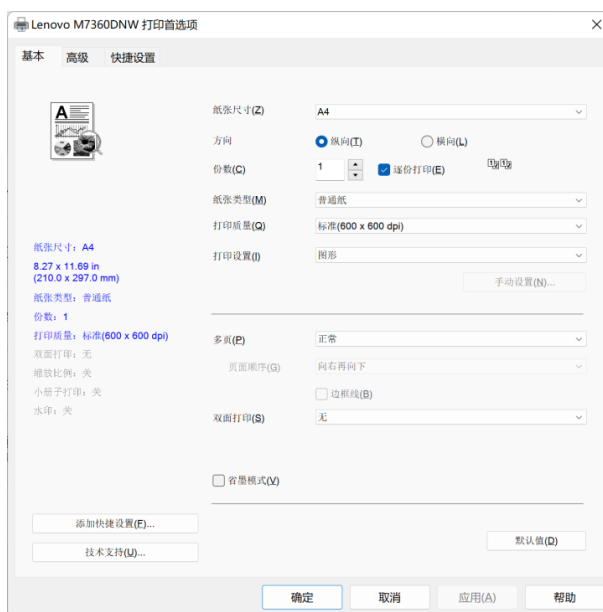 Lenovo M7360DNW 打印首选项
基本 高级 快捷设置
纸张尺寸(Z) A4
方向 纵向(T) 横向(L)
份数(C) 1 逐份打印(E)
纸张类型(M) 普通纸
打印质量(Q) 标准(600 x 600 dpi)
打印设置(I) 图形
手动设置(N)...
纸张尺寸: A4
8.27 x 11.69 in
(210.0 x 297.0 mm)
纸张类型: 普通纸
份数: 1
打印质量: 标准(600 x 600 dpi)
双面打印: 无
缩放比例: 关
小册子打印: 关
水印: 关
多页(P) 正常
页面顺序(G) 向右再向下
边框线(B)
双面打印(S) 无
省墨模式(V)
添加快捷设置(F)...
技术支持(U)...
默认值(D)
确定 取消 应用(A) 帮助